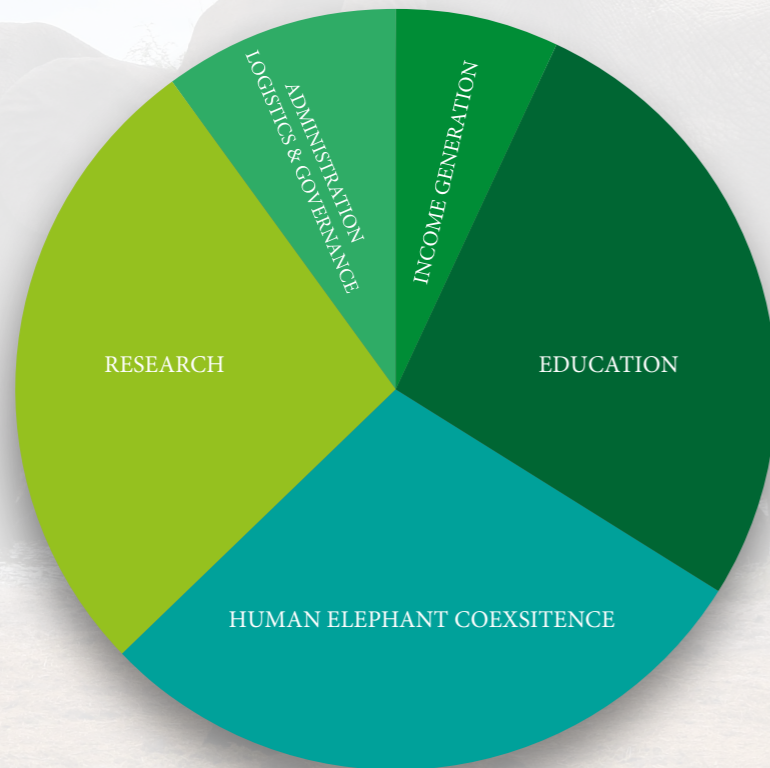 LOGISTICS & GOVERNANCE
ADMINISTRATION
INCOME GENERATION
RESEARCH
EDUCATION
HUMAN ELEPHANT COEXSITENCE